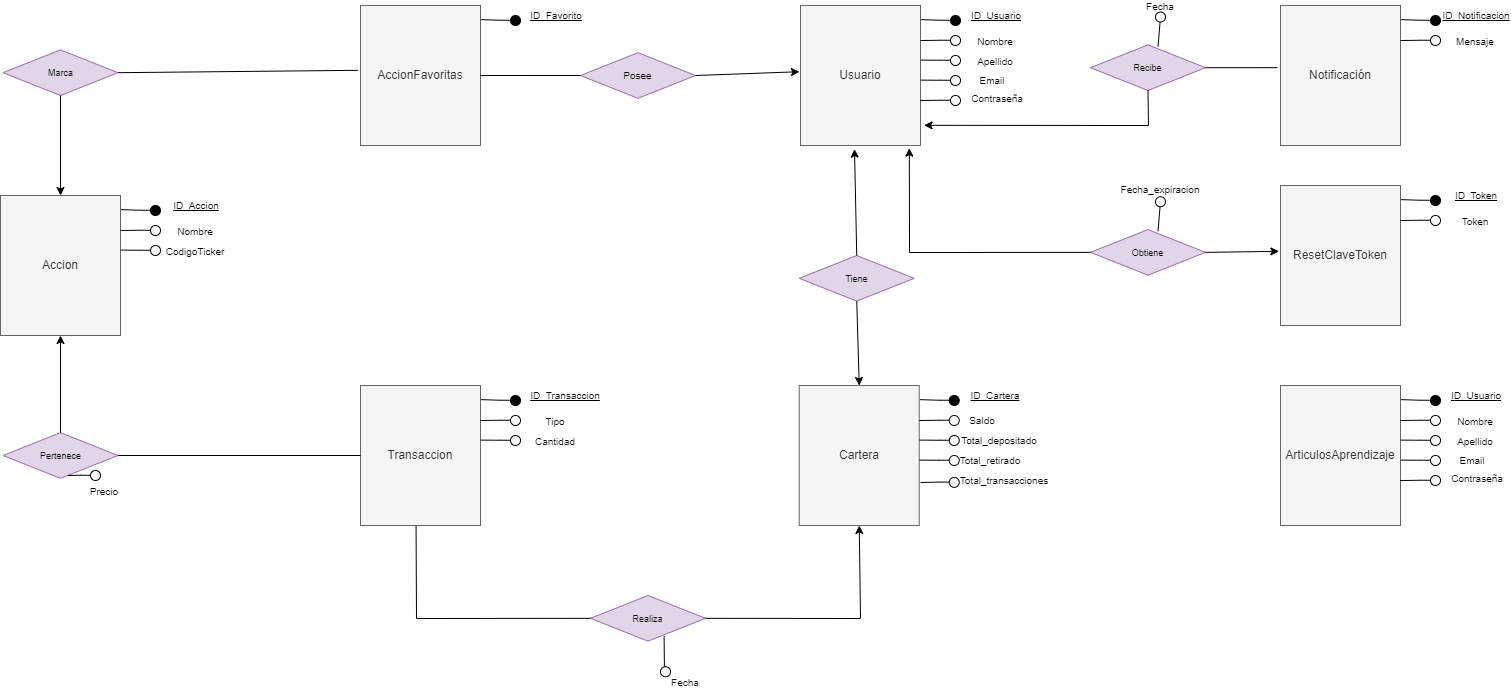 Marca
AccionFavoritas
ID_Favorito
Posee
Usuario
ID_Usuario
Nombre
Apellido
Email
Contraseña
Fecha
Recibe
Notificación
ID_Notificacion
Mensaje
Accion
ID_Accion
Nombre
CodigoTicker
Tiene
Fecha_expiracion
Obtiene
ResetClaveToken
ID_Token
Token
Pertenece
Precio
Transaccion
ID_Transaccion
Tipo
Cantidad
Cartera
ID_Cartera
Saldo
Total_depositado
Total_retirado
Total_transacciones
ArticulosAprendizaje
ID_Usuario
Nombre
Apellido
Email
Contraseña
Realiza
Fecha